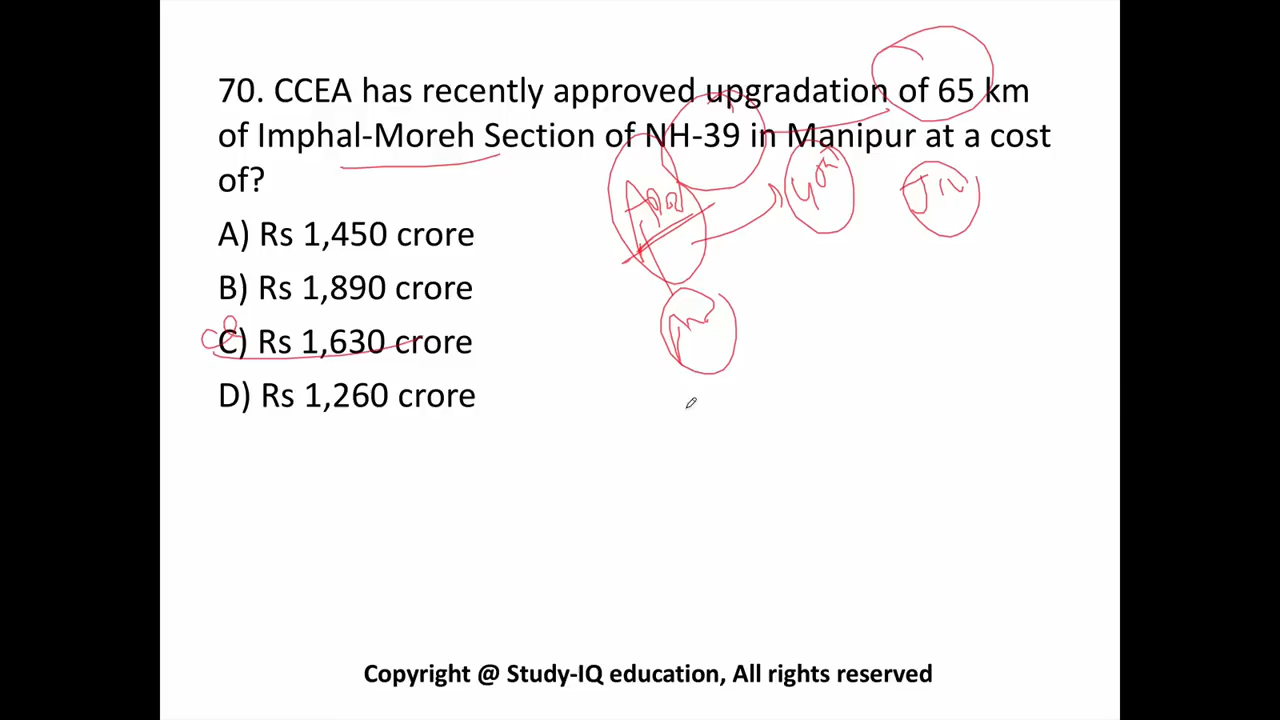 70. CCEA has recently approved upgradation of 65 km
of Imphal-Moreh Section of NH-39 in Manipur at a cost
of?
A) Rs 1,450 crore
B) Rs 1,890 crore
C) Rs 1,630 crore
D) Rs 1,260 crore
Copyright @ Study-IQ education, All rights reserved